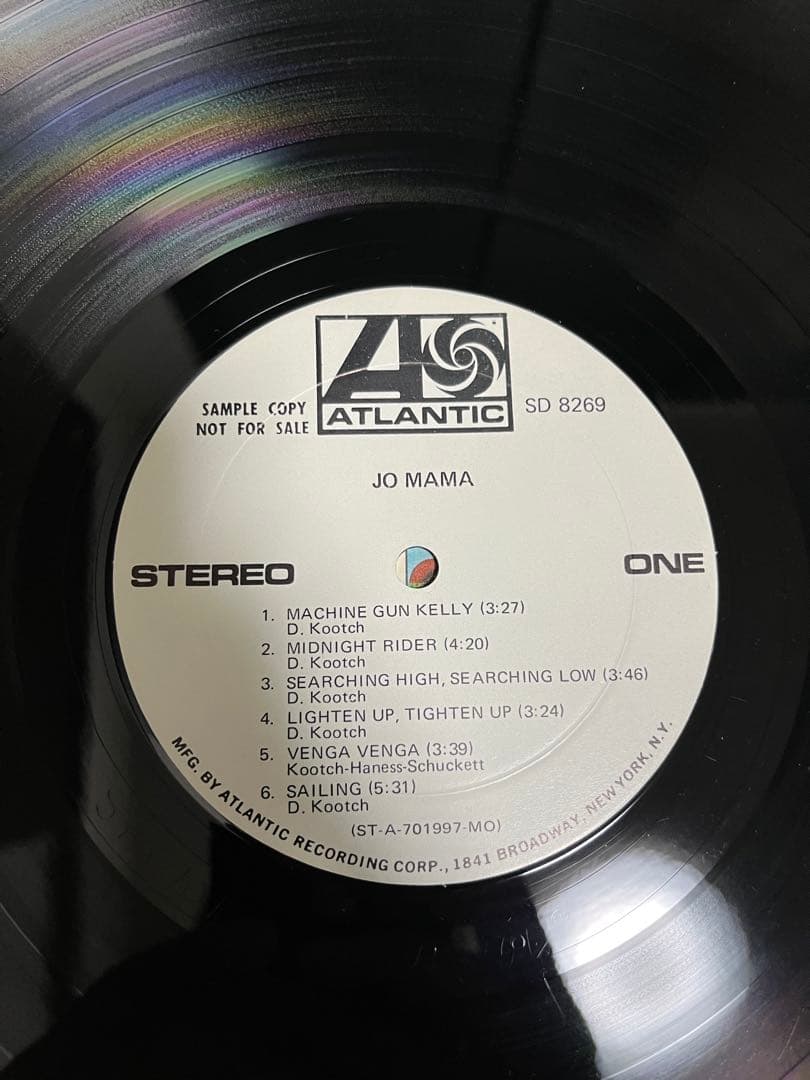 SAMPLE COPY
NOT FOR SALE
ATLANTIC
SD 8269
JO MAMA
STEREO
ONE
1. MACHINE GUN KELLY (3:27)
D. Kootch
2. MIDNIGHT RIDER (4:20)
D. Kootch
3. SEARCHING HIGH, SEARCHING LOW (3:46)
D. Kootch
4. LIGHTEN UP, TIGHTEN UP (3:24)
D. Kootch
5. VENGA VENGA (3:39)
Kootch-Haness-Schuckett
6. SAILING (5:31)
D. Kootch
(ST-A-701997-MO)
MFG. BY ATLANTIC RECORDING CORP., 1841 BROADWAY, NEW YORK, N.Y.